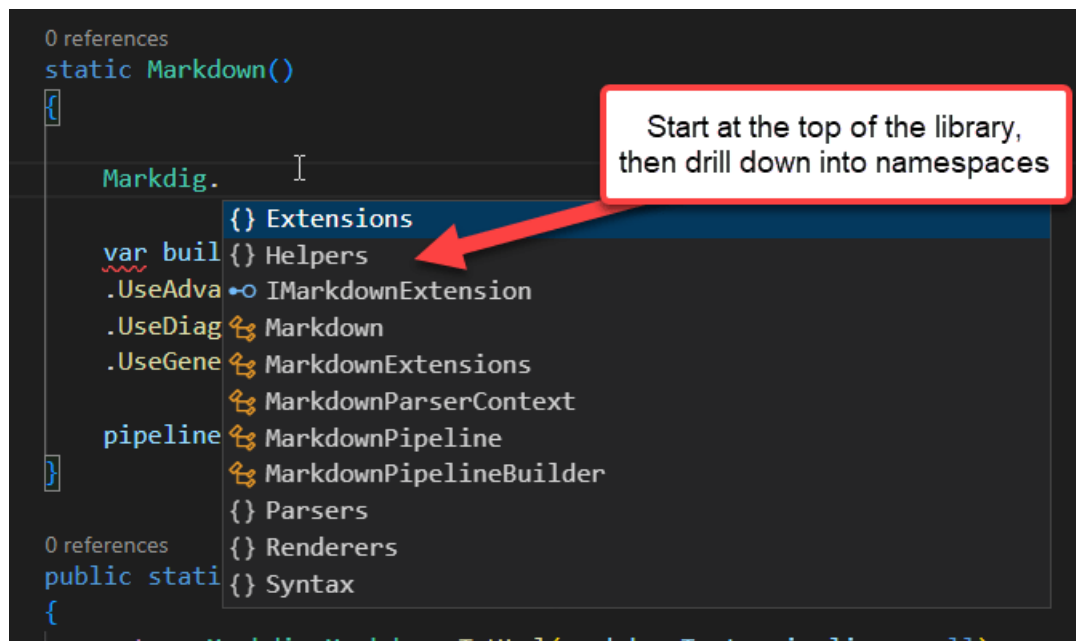 0 references
static Markdown()
{
Start at the top of the library,
then drill down into namespaces
Markdig.
{} Extensions
var buil {} Helpers
.UseAdva IMarkdownExtension
.UseDiag Markdown
.UseGene MarkdownExtensions
MarkdownParserContext
pipeline MarkdownPipeline
} MarkdownPipelineBuilder
{} Parsers
0 references {} Renderers
public stati {} Syntax
{